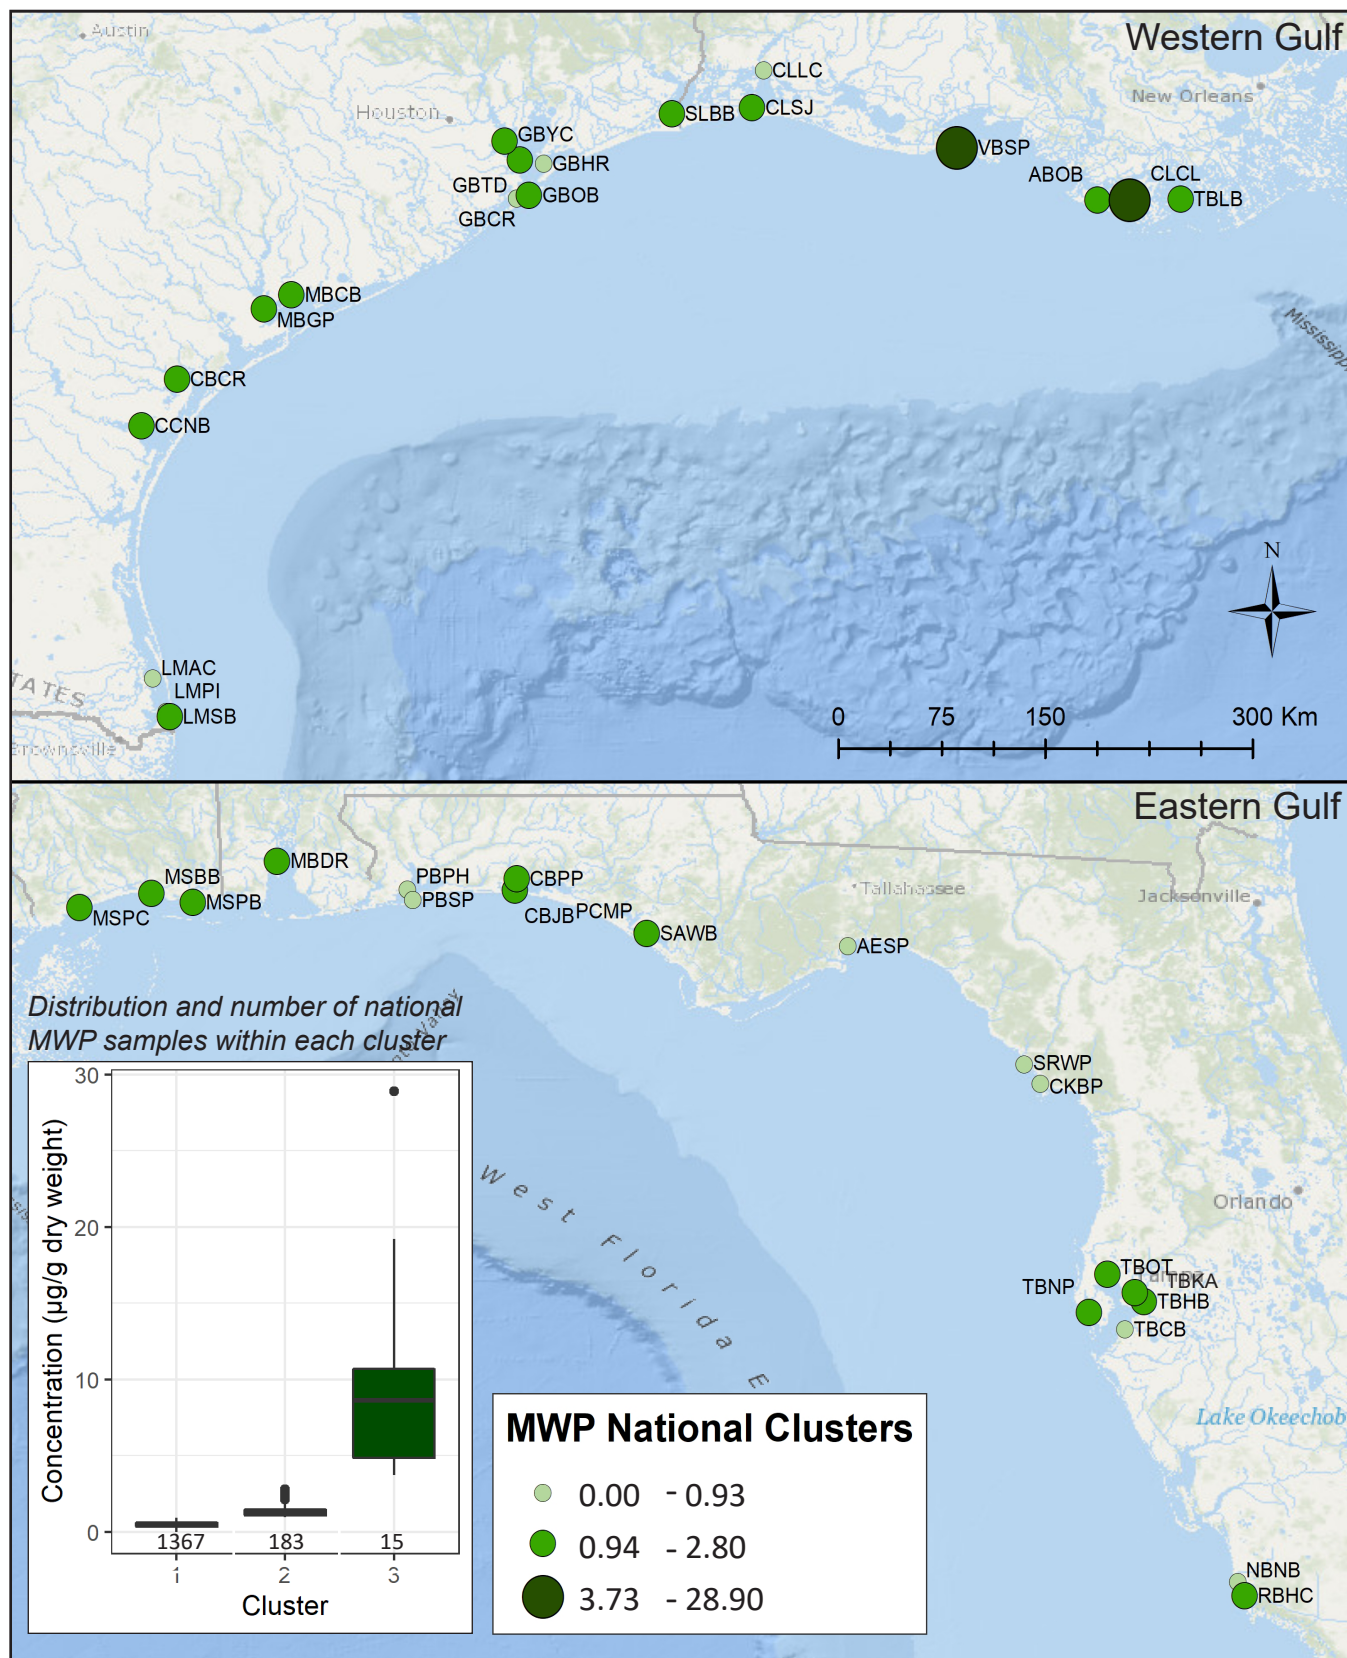 Western Gulf
Austin
CLLC
New Orleans
Houston
SLBB
CLSJ
GBYC
VBSP
GBHR
ABOB
CLCL
GBTD
GBOB
TBLB
GBCR
MBCB
MBGP
Mississippi
CBCR
CCNB
N
LMAC
TATES
LMPI
LMSB
0 75 150 300 Km
Brownsville
Eastern Gulf
MBDR
MSBB
PBPH
CBPP
Tallahassee
Jacksonville
MSPB
PBSP
MSPC
CBJB
PCMP
SAWB
AESP
Distribution and number of national
MWP samples within each cluster
SRWP
CKBP
30
West Florida E
Orlando
20
TBOT
TBNP
TBKA
TBHB
TBCB
10
Concentration (µg/g dry weight)
Lake Okeechob
MWP National Clusters
0.00 - 0.93
0.94 - 2.80
3.73 - 28.90
0
1367 183 15
1 2 3
Cluster
NBNB
RBHC